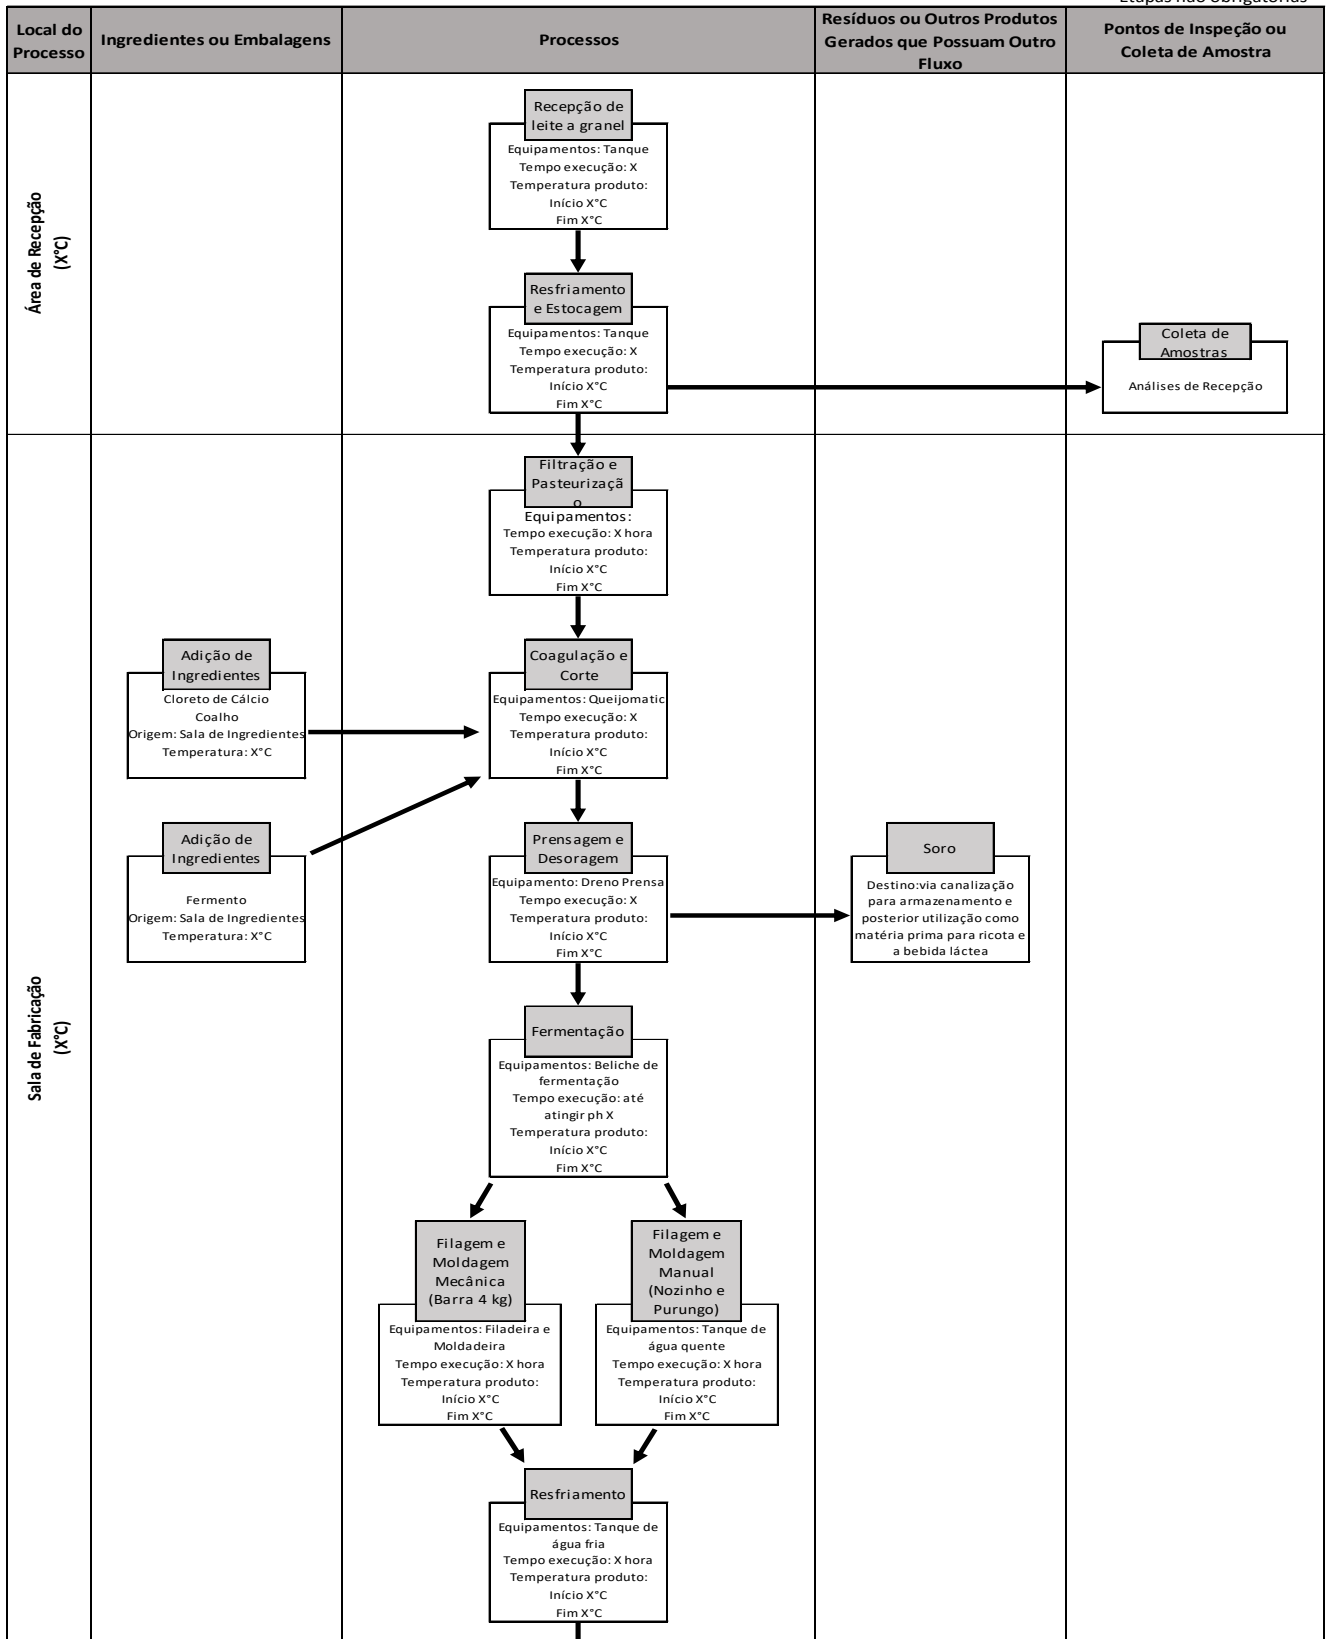 Etapas não obrigatórias
Local do
Processo
Ingredientes ou Embalagens
Processos
Resíduos ou Outros Produtos
Gerados que Possuam Outro
Fluxo
Pontos de Inspeção ou
Coleta de Amostra
Área de Recepção
(X°C)
Recepção de
leite a granel
Equipamentos: Tanque
Tempo execução: X
Temperatura produto:
Início X°C
Fim X°C
Resfriamento
e Estocagem
Equipamentos: Tanque
Tempo execução: X
Temperatura produto:
Início X°C
Fim X°C
Coleta de
Amostras
Análises de Recepção
Sala de Fabricação
(X°C)
Filtração e
Pasteurizaçã
o
Equipamentos:
Tempo execução: X hora
Temperatura produto:
Início X°C
Fim X°C
Adição de
Ingredientes
Cloreto de Cálcio
Coalho
Origem: Sala de Ingredientes
Temperatura: X°C
Coagulação e
Corte
Equipamentos: Queijomatic
Tempo execução: X
Temperatura produto:
Início X°C
Fim X°C
Adição de
Ingredientes
Fermento
Origem: Sala de Ingredientes
Temperatura: X°C
Prensagem e
Desoragem
Equipamento: Dreno Prensa
Tempo execução: X
Temperatura produto:
Início X°C
Fim X°C
Soro
Destino:via canalização
para armazenamento e
posterior utilização como
matéria prima para ricota e
a bebida láctea
Fermentação
Equipamentos: Beliche de
fermentação
Tempo execução: até
atingir ph X
Temperatura produto:
Início X°C
Fim X°C
Filagem e
Moldagem
Mecânica
(Barra 4 kg)
Equipamentos: Filadeira e
Moldadeira
Tempo execução: X hora
Temperatura produto:
Início X°C
Fim X°C
Filagem e
Moldagem
Manual
(Nozinho e
Purungo)
Equipamentos: Tanque de
água quente
Tempo execução: X hora
Temperatura produto:
Início X°C
Fim X°C
Resfriamento
Equipamentos: Tanque de
água fria
Tempo execução: X hora
Temperatura produto:
Início X°C
Fim X°C